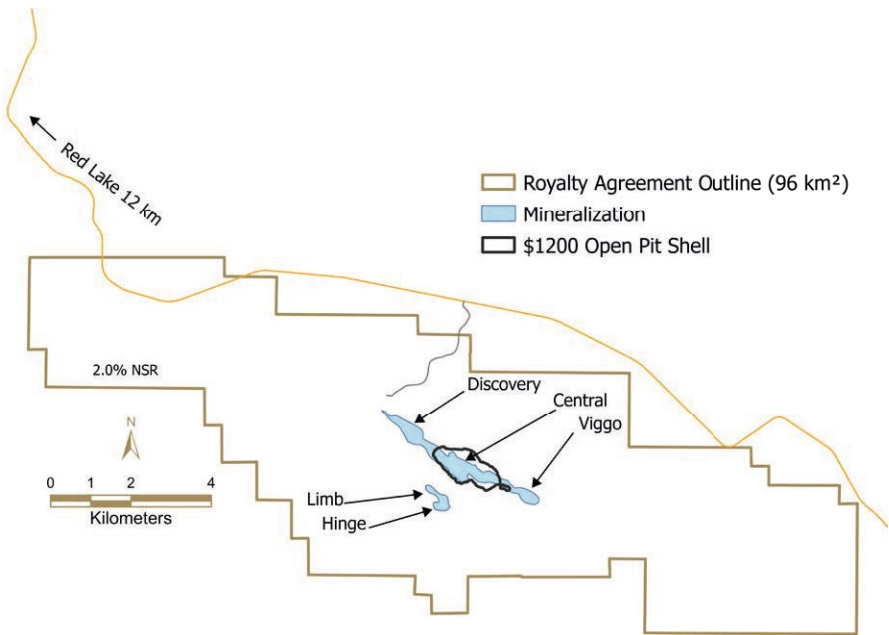 Red Lake 12 km
Royalty Agreement Outline (96 km²)
Mineralization
$1200 Open Pit Shell
2.0% NSR
Discovery
Central
Viggo
N
0 1 2 4
Kilometers
Limb
Hinge